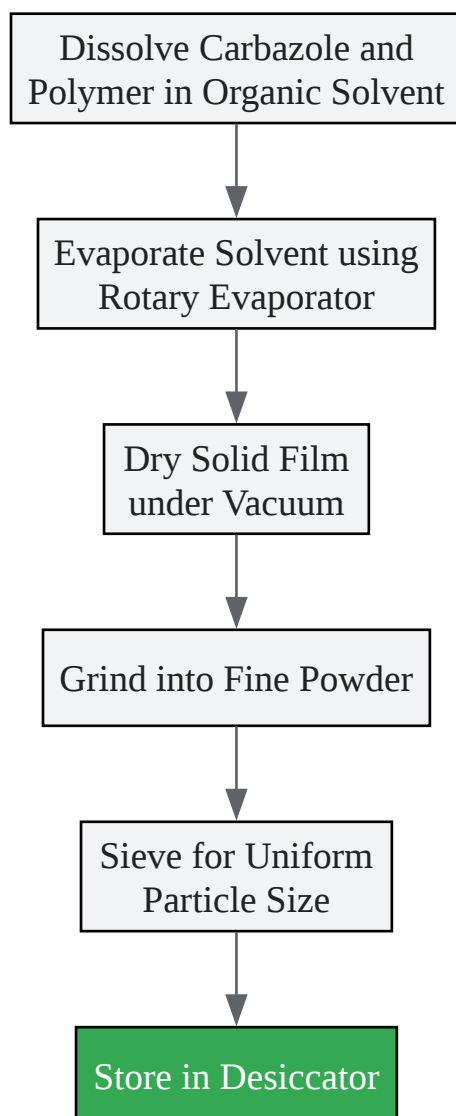 Dissolve Carbazole and
Polymer in Organic Solvent
Evaporate Solvent using
Rotary Evaporator
Dry Solid Film
under Vacuum
Grind into Fine Powder
Sieve for Uniform
Particle Size
Store in Desiccator